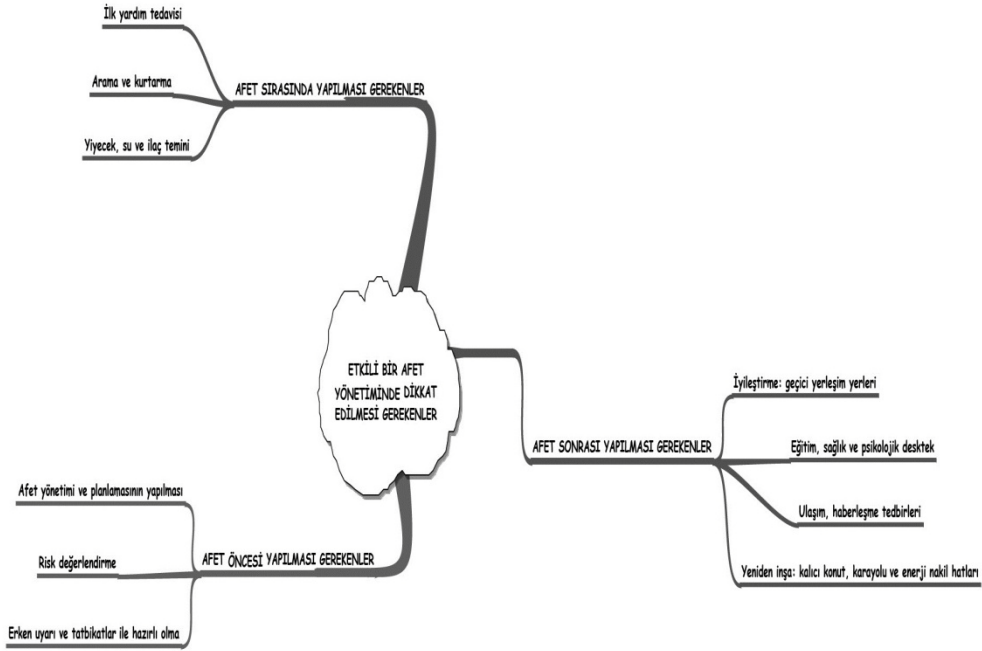 İlk yardım tedavisi
Arama ve kurtarma
Yiyecek, su ve ilaç temini
AFET SIRASINDA YAPILMASI GEREKENLER
ETKİLİ BİR AFET
YÖNETİMİNDE DİKKAT
EDİLMESİ GEREKENLER
AFET SONRASI YAPILMASI GEREKENLER
İyileştirme: geçici yerleşim yerleri
Eğitim, sağlık ve psikolojik desktek
Ulaşım, haberleşme tedbirleri
Yeniden inşa: kalıcı konut, karayolu ve enerji nakil hatları
Afet yönetimi ve planlamasının yapılması
Risk değerlendirme
Erken uyarı ve tatbikatlar ile hazırlı olma
AFET ÖNCESİ YAPILMASI GEREKENLER